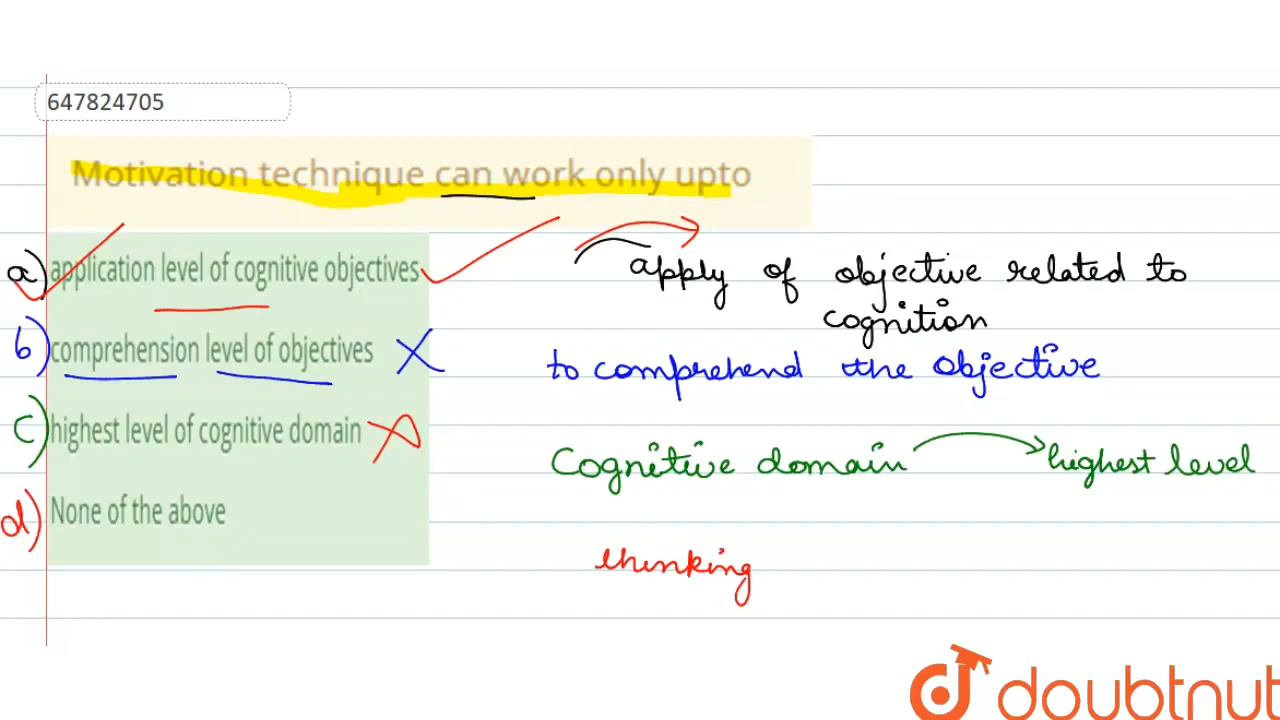 647824705
Motivation technique can work only upto
a) application level of cognitive objectives
apply of objective related to
cognition
b) comprehension level of objectives
to comprehend the objective
c) highest level of cognitive domain
Cognitive domain highest level
d) None of the above
thinking
doubtnut